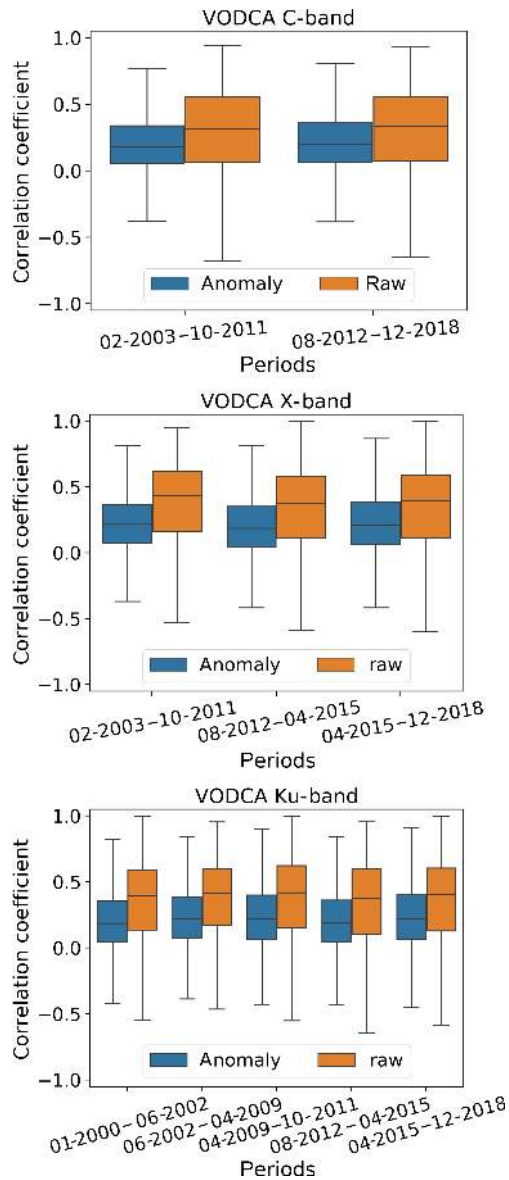 VODCA C-band
1.0
0.5
0.0
−0.5
−1.0
Correlation coefficient
Anomaly Raw
02-2003–10-2011 08-2012–12-2018
Periods
VODCA X-band
1.0
0.5
0.0
−0.5
−1.0
Correlation coefficient
Anomaly raw
02-2003–10-2011 08-2012–04-2015 04-2015–12-2018
Periods
VODCA Ku-band
1.0
0.5
0.0
−0.5
−1.0
Correlation coefficient
Anomaly raw
01-2000–06-2002 06-2002–04-2009 04-2009–10-2011 08-2012–04-2015 04-2015–12-2018
Periods